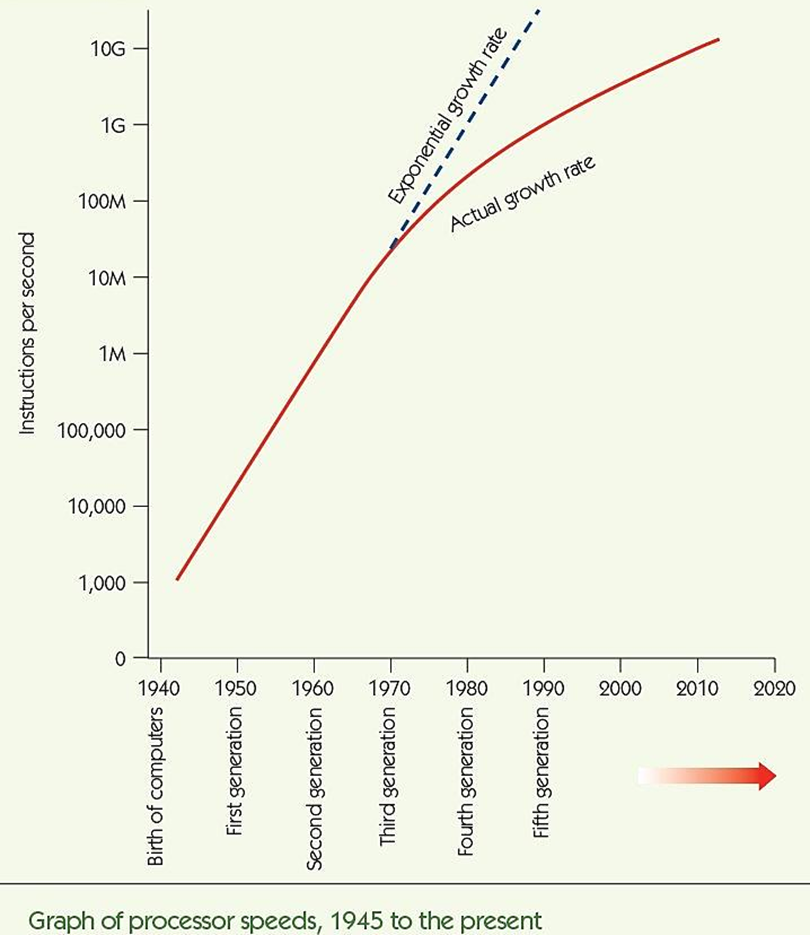 10G
1G
100M
10M
1M
100,000
10,000
1,000
0
Instructions per second
Exponential growth rate
Actual growth rate
1940 1950 1960 1970 1980 1990 2000 2010 2020
Birth of computers
First generation
Second generation
Third generation
Fourth generation
Fifth generation
Graph of processor speeds, 1945 to the present